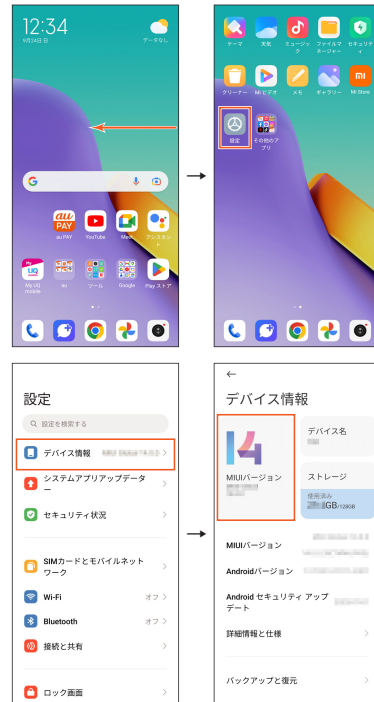 12:34
9月24日 日
データなし
G
au PAY
au PAY
YouTube
Meet
アシスタント
My UQ mobile
My UQ mobile
au
ツール
Google
Play ストア
テーマ
天気
ミュージック
ファイルマネージャー
セキュリティ
クリーナー
Mi ビデオ
メモ
ギャラリー
Mi Store
設定
その他のアプリ
設定
設定を検索する
デバイス情報
システムアプリアップデーター
セキュリティ状況
SIMカードとモバイルネットワーク
Wi-Fi
オフ
Bluetooth
オフ
接続と共有
ロック画面
デバイス情報
14
MIUIバージョン
デバイス名
ストレージ
使用済み
GB/128GB
MIUIバージョン
Androidバージョン
Android セキュリティ アップデート
詳細情報と仕様
バックアップと復元